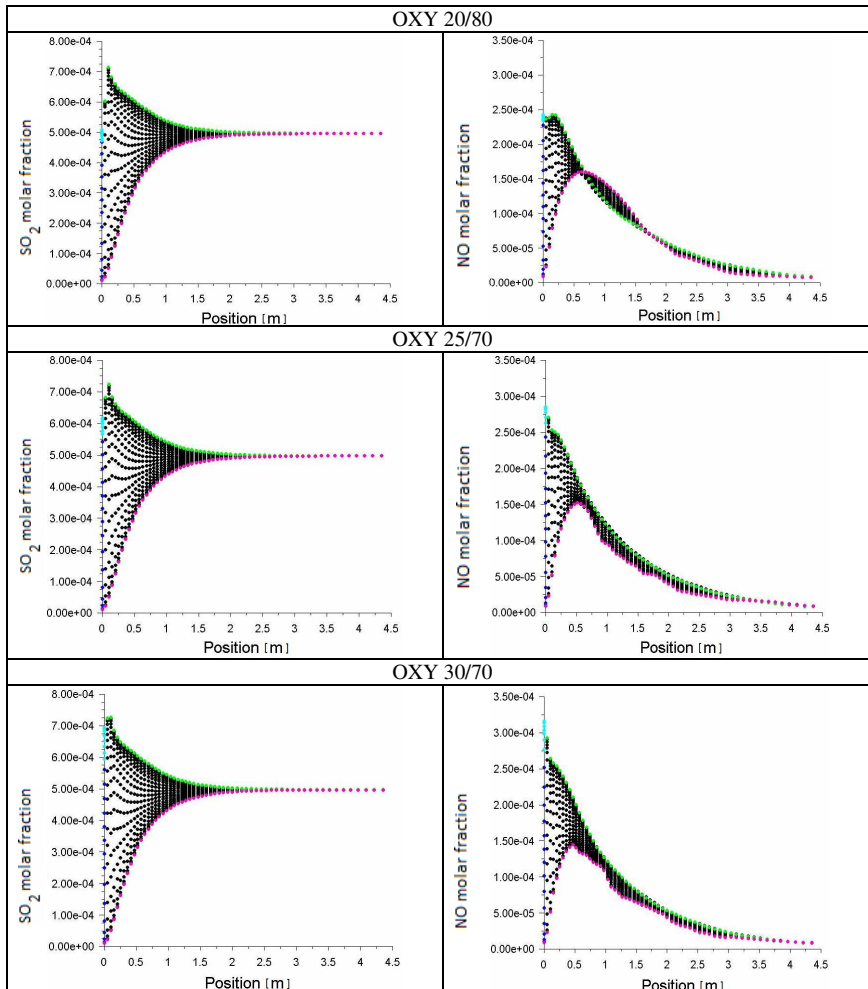 OXY 20/80
8.00e-04
7.00e-04
6.00e-04
5.00e-04
4.00e-04
3.00e-04
2.00e-04
1.00e-04
0.00e+00
SO2 molar fraction
0 0.5 1 1.5 2 2.5 3 3.5 4 4.5
Position [m]
3.50e-04
3.00e-04
2.50e-04
2.00e-04
1.50e-04
1.00e-04
5.00e-05
0.00e+00
NO molar fraction
0 0.5 1 1.5 2 2.5 3 3.5 4 4.5
Position [m]
OXY 25/70
8.00e-04
7.00e-04
6.00e-04
5.00e-04
4.00e-04
3.00e-04
2.00e-04
1.00e-04
0.00e+00
SO2 molar fraction
0 0.5 1 1.5 2 2.5 3 3.5 4 4.5
Position [m]
3.50e-04
3.00e-04
2.50e-04
2.00e-04
1.50e-04
1.00e-04
5.00e-05
0.00e+00
NO molar fraction
0 0.5 1 1.5 2 2.5 3 3.5 4 4.5
Position [m]
OXY 30/70
8.00e-04
7.00e-04
6.00e-04
5.00e-04
4.00e-04
3.00e-04
2.00e-04
1.00e-04
0.00e+00
SO2 molar fraction
0 0.5 1 1.5 2 2.5 3 3.5 4 4.5
Position [m]
3.50e-04
3.00e-04
2.50e-04
2.00e-04
1.50e-04
1.00e-04
5.00e-05
0.00e+00
NO molar fraction
0 0.5 1 1.5 2 2.5 3 3.5 4 4.5
Position [m]